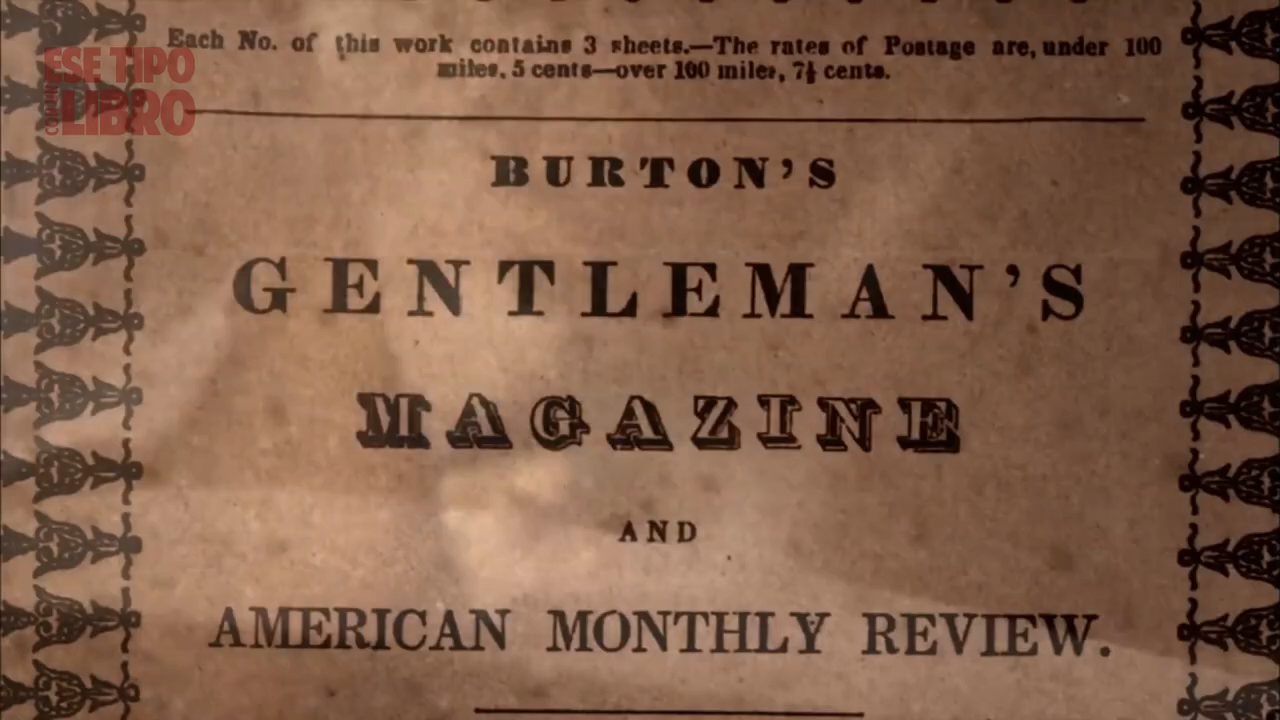 Each No. of this work contains 3 sheets.—The rates of Postage are, under 100
miles, 5 cents—over 100 miles, 7½ cents.
BURTON'S
GENTLEMAN'S
MAGAZINE
AND
AMERICAN MONTHLY REVIEW.
ESE TIPO
LIBRO